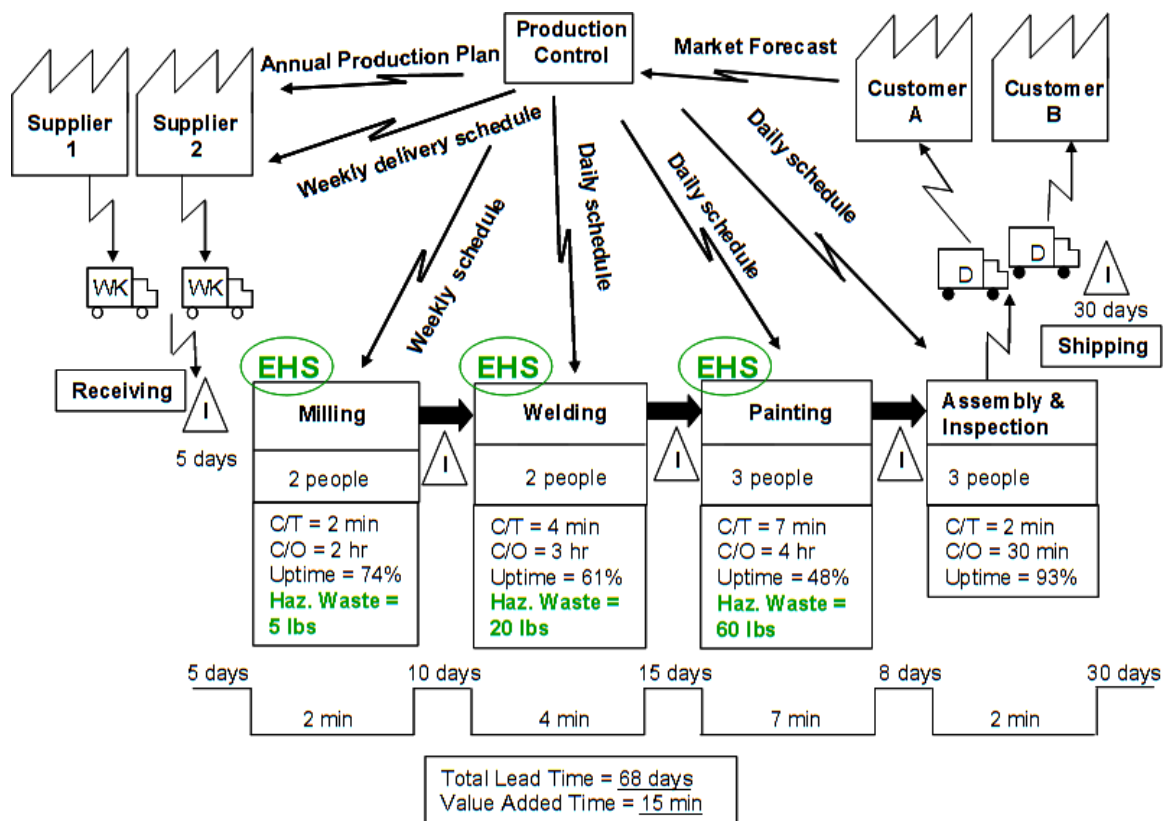 Production
Control
Annual Production Plan
Market Forecast
Supplier
1
Supplier
2
Customer
A
Customer
B
Weekly delivery schedule
Weekly schedule
Daily schedule
Daily schedule
Daily schedule
WK
WK
D
D
I
30 days
Shipping
Receiving
I
5 days
EHS
Milling
2 people
C/T = 2 min
C/O = 2 hr
Uptime = 74%
Haz. Waste =
5 lbs
I
EHS
Welding
2 people
C/T = 4 min
C/O = 3 hr
Uptime = 61%
Haz. Waste =
20 lbs
I
EHS
Painting
3 people
C/T = 7 min
C/O = 4 hr
Uptime = 48%
Haz. Waste =
60 lbs
I
Assembly &
Inspection
3 people
C/T = 2 min
C/O = 30 min
Uptime = 93%
5 days
10 days
15 days
8 days
30 days
2 min
4 min
7 min
2 min
Total Lead Time = 68 days
Value Added Time = 15 min